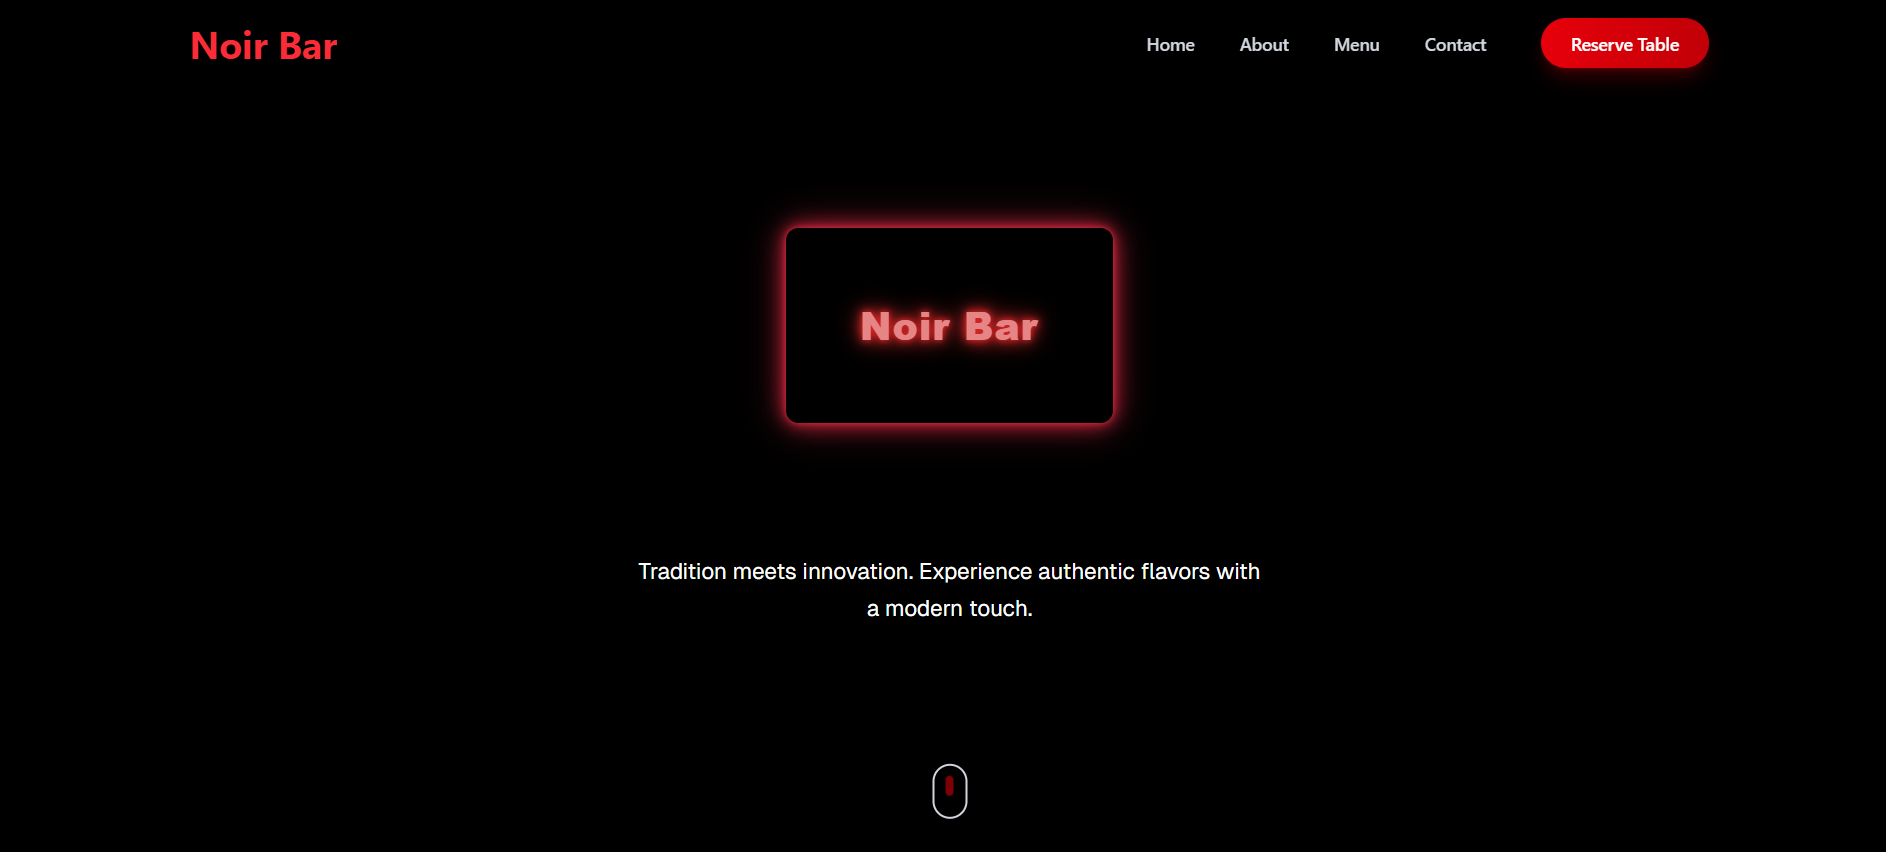 Noir Bar
Home
About
Menu
Contact
Reserve Table
Noir Bar
Tradition meets innovation. Experience authentic flavors with
a modern touch.